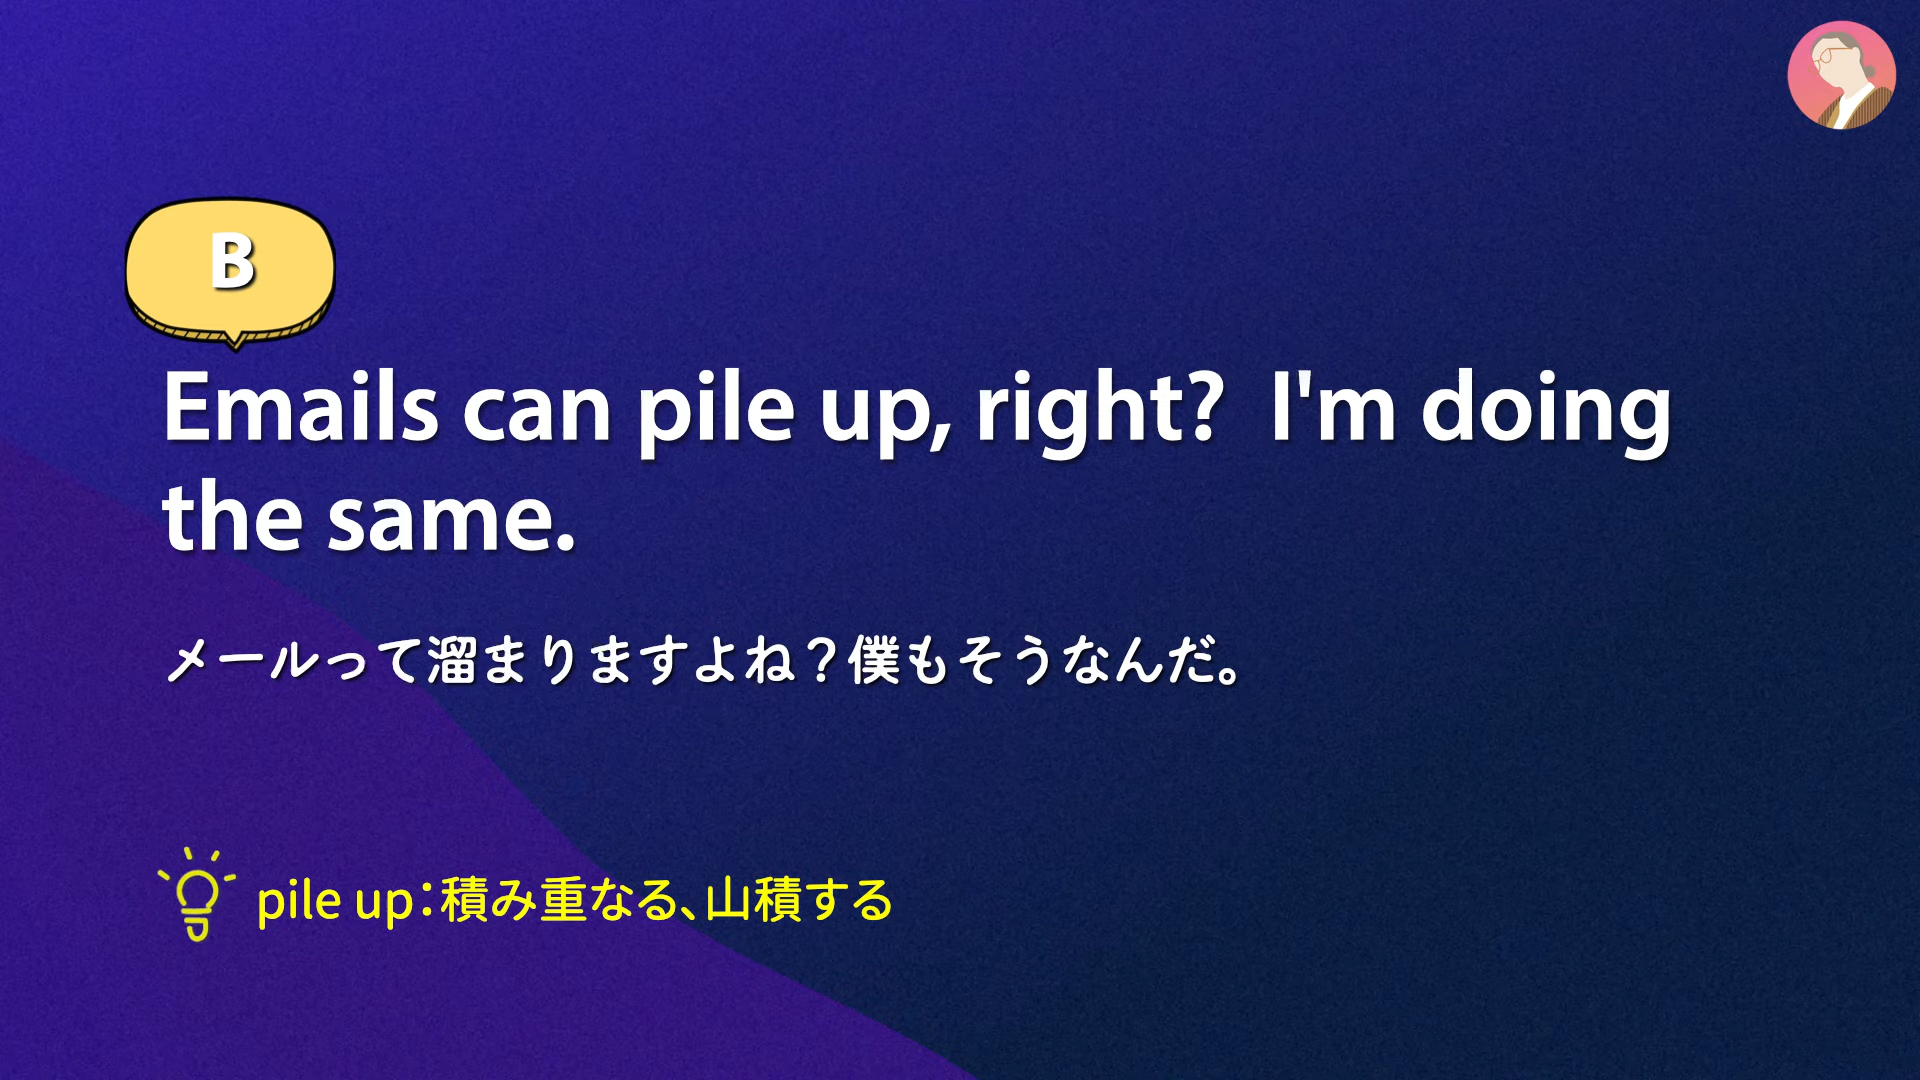 B
Emails can pile up, right?  I'm doing
the same.
メールって溜まりますよね？僕もそうなんだ。
pile up：積み重なる、山積する